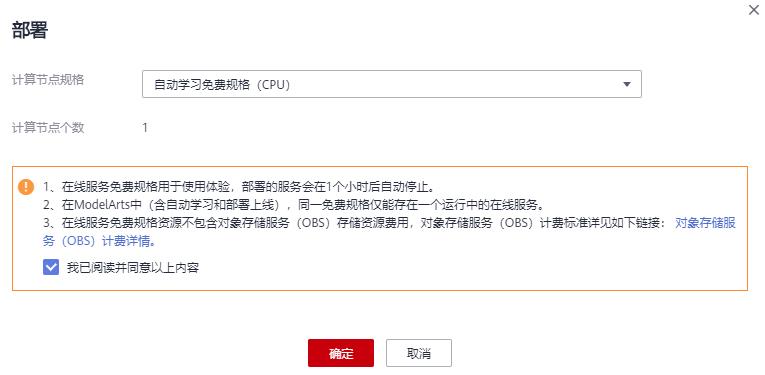 部署
计算节点规格
自动学习免费规格（CPU）
计算节点个数
1
1、在线服务免费规格用于使用体验，部署的服务会在1个小时后自动停止。
2、在ModelArts中（含自动学习和部署上线），同一免费规格仅能存在一个运行中的在线服务。
3、在线服务免费规格资源不包含对象存储服务（OBS）存储资源费用，对象存储服务（OBS）计费标准详见如下链接： 对象存储服
务（OBS）计费详情。
我已阅读并同意以上内容
确定
取消